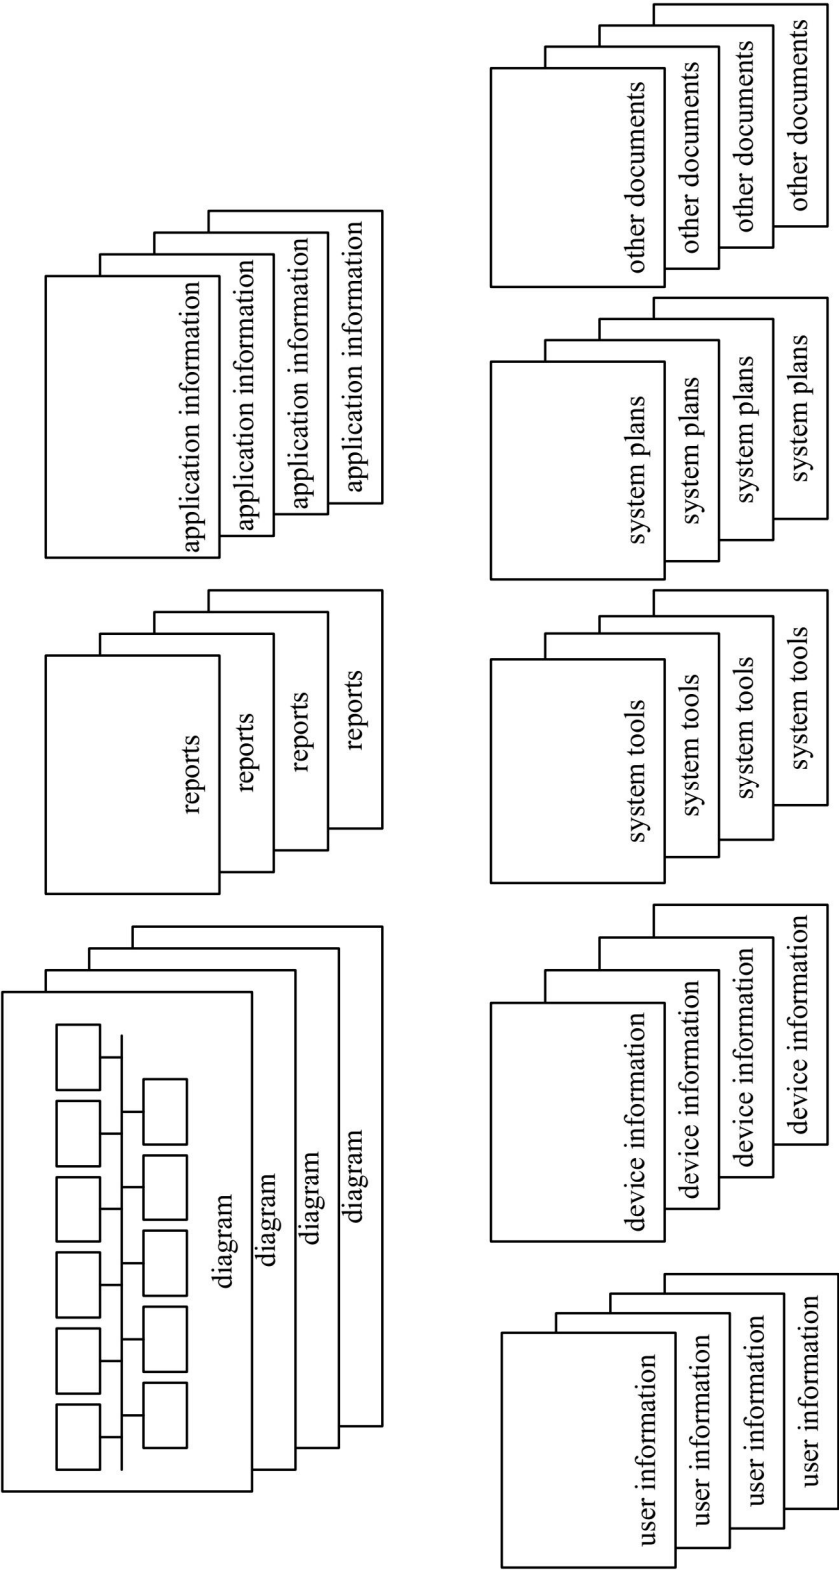 diagram
diagram
diagram
diagram
reports
reports
reports
reports
application information
application information
application information
application information
user information
user information
user information
user information
device information
device information
device information
device information
system tools
system tools
system tools
system tools
system plans
system plans
system plans
system plans
other documents
other documents
other documents
other documents